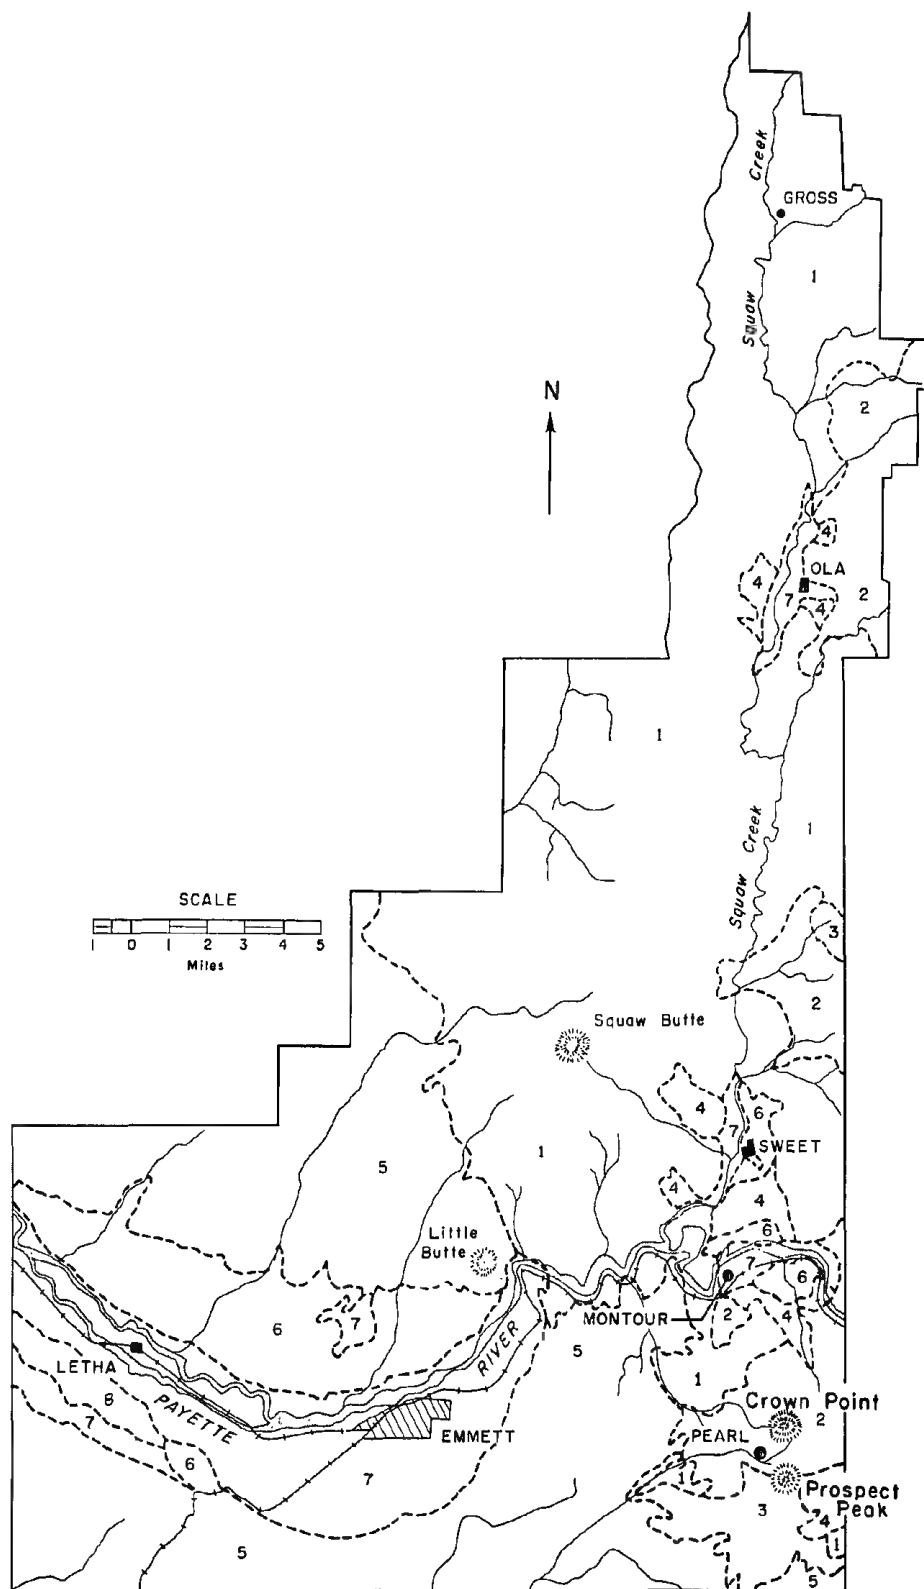 Creek
GROSS
1
Squaw
N
2
4
OLA
4
7
4
2
1
1
Squaw Creek
SCALE
1 0 1 2 3 4 5
Miles
3
2
Squaw Butte
4
6
7
SWEET
1
5
4
4
Little
Butte
6
7
6
MONTOUR
2
4
6
7
5
RIVER
LETHA
8
7
PAYETTE
1
Crown Point
2
PEARL
EMMETT
6
7
1
Prospect
Peak
3
4
1
5
5